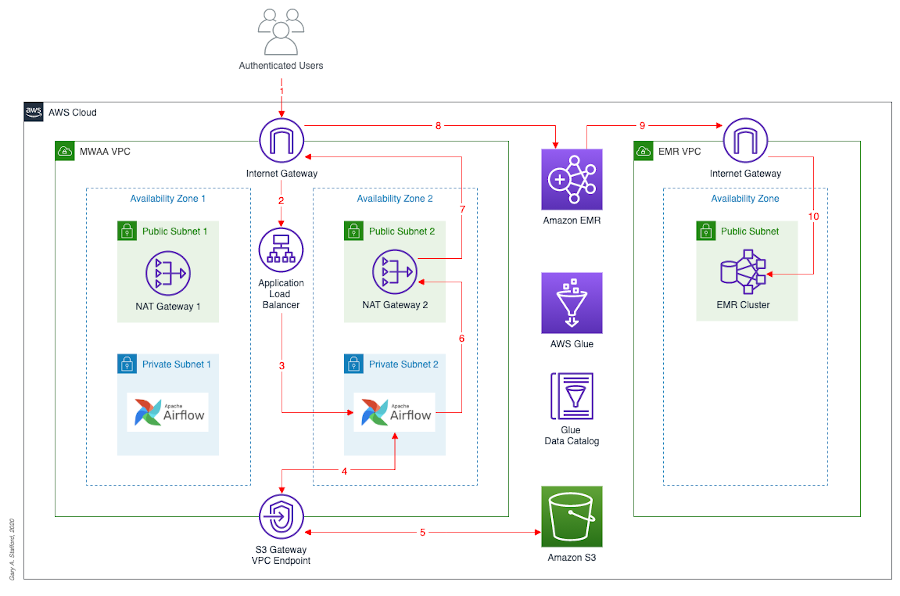 Authenticated Users
1
aws
AWS Cloud
8
9
MWAA VPC
EMR VPC
Internet Gateway
Internet Gateway
Availability Zone 1
2
Availability Zone 2
7
Amazon EMR
Availability Zone
10
Public Subnet 1
Public Subnet 2
Public Subnet
NAT Gateway 1
Application
Load
Balancer
NAT Gateway 2
EMR Cluster
AWS Glue
3
6
Private Subnet 1
Private Subnet 2
Apache
Airflow
Apache
Airflow
Glue
Data Catalog
4
5
S3 Gateway
VPC Endpoint
Amazon S3
Gary A. Stafford, 2020